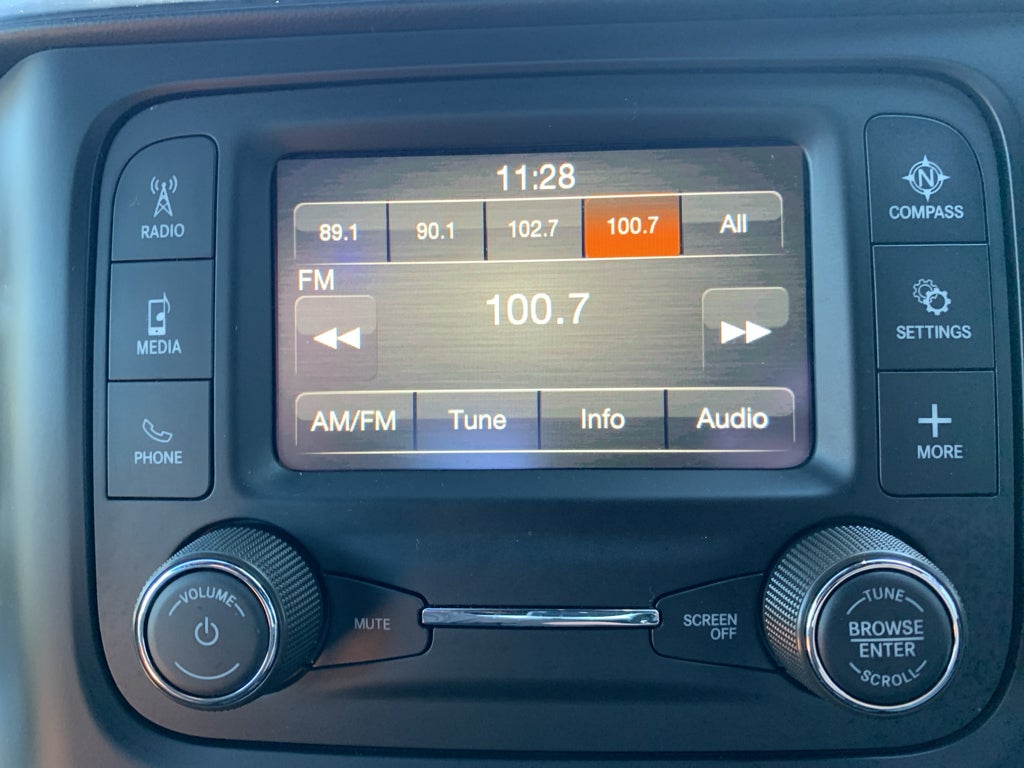 11:28
89.1 90.1 102.7 100.7 All
FM
100.7
AM/FM Tune Info Audio
RADIO
MEDIA
PHONE
N
COMPASS
SETTINGS
MORE
VOLUME
MUTE
SCREEN
OFF
TUNE
BROWSE
ENTER
SCROLL